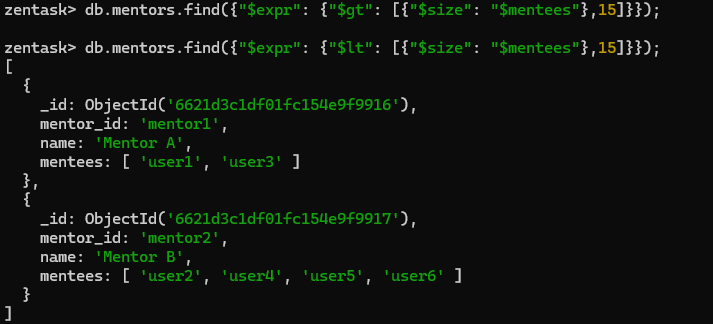 zentask> db.mentors.find({"$expr": {"$gt": [{"$size": "$mentees"},15]}});
zentask> db.mentors.find({"$expr": {"$lt": [{"$size": "$mentees"},15]}});
[
  {
    _id: ObjectId('6621d3c1df01fc154e9f9916'),
    mentor_id: 'mentor1',
    name: 'Mentor A',
    mentees: [ 'user1', 'user3' ]
  },
  {
    _id: ObjectId('6621d3c1df01fc154e9f9917'),
    mentor_id: 'mentor2',
    name: 'Mentor B',
    mentees: [ 'user2', 'user4', 'user5', 'user6' ]
  }
]